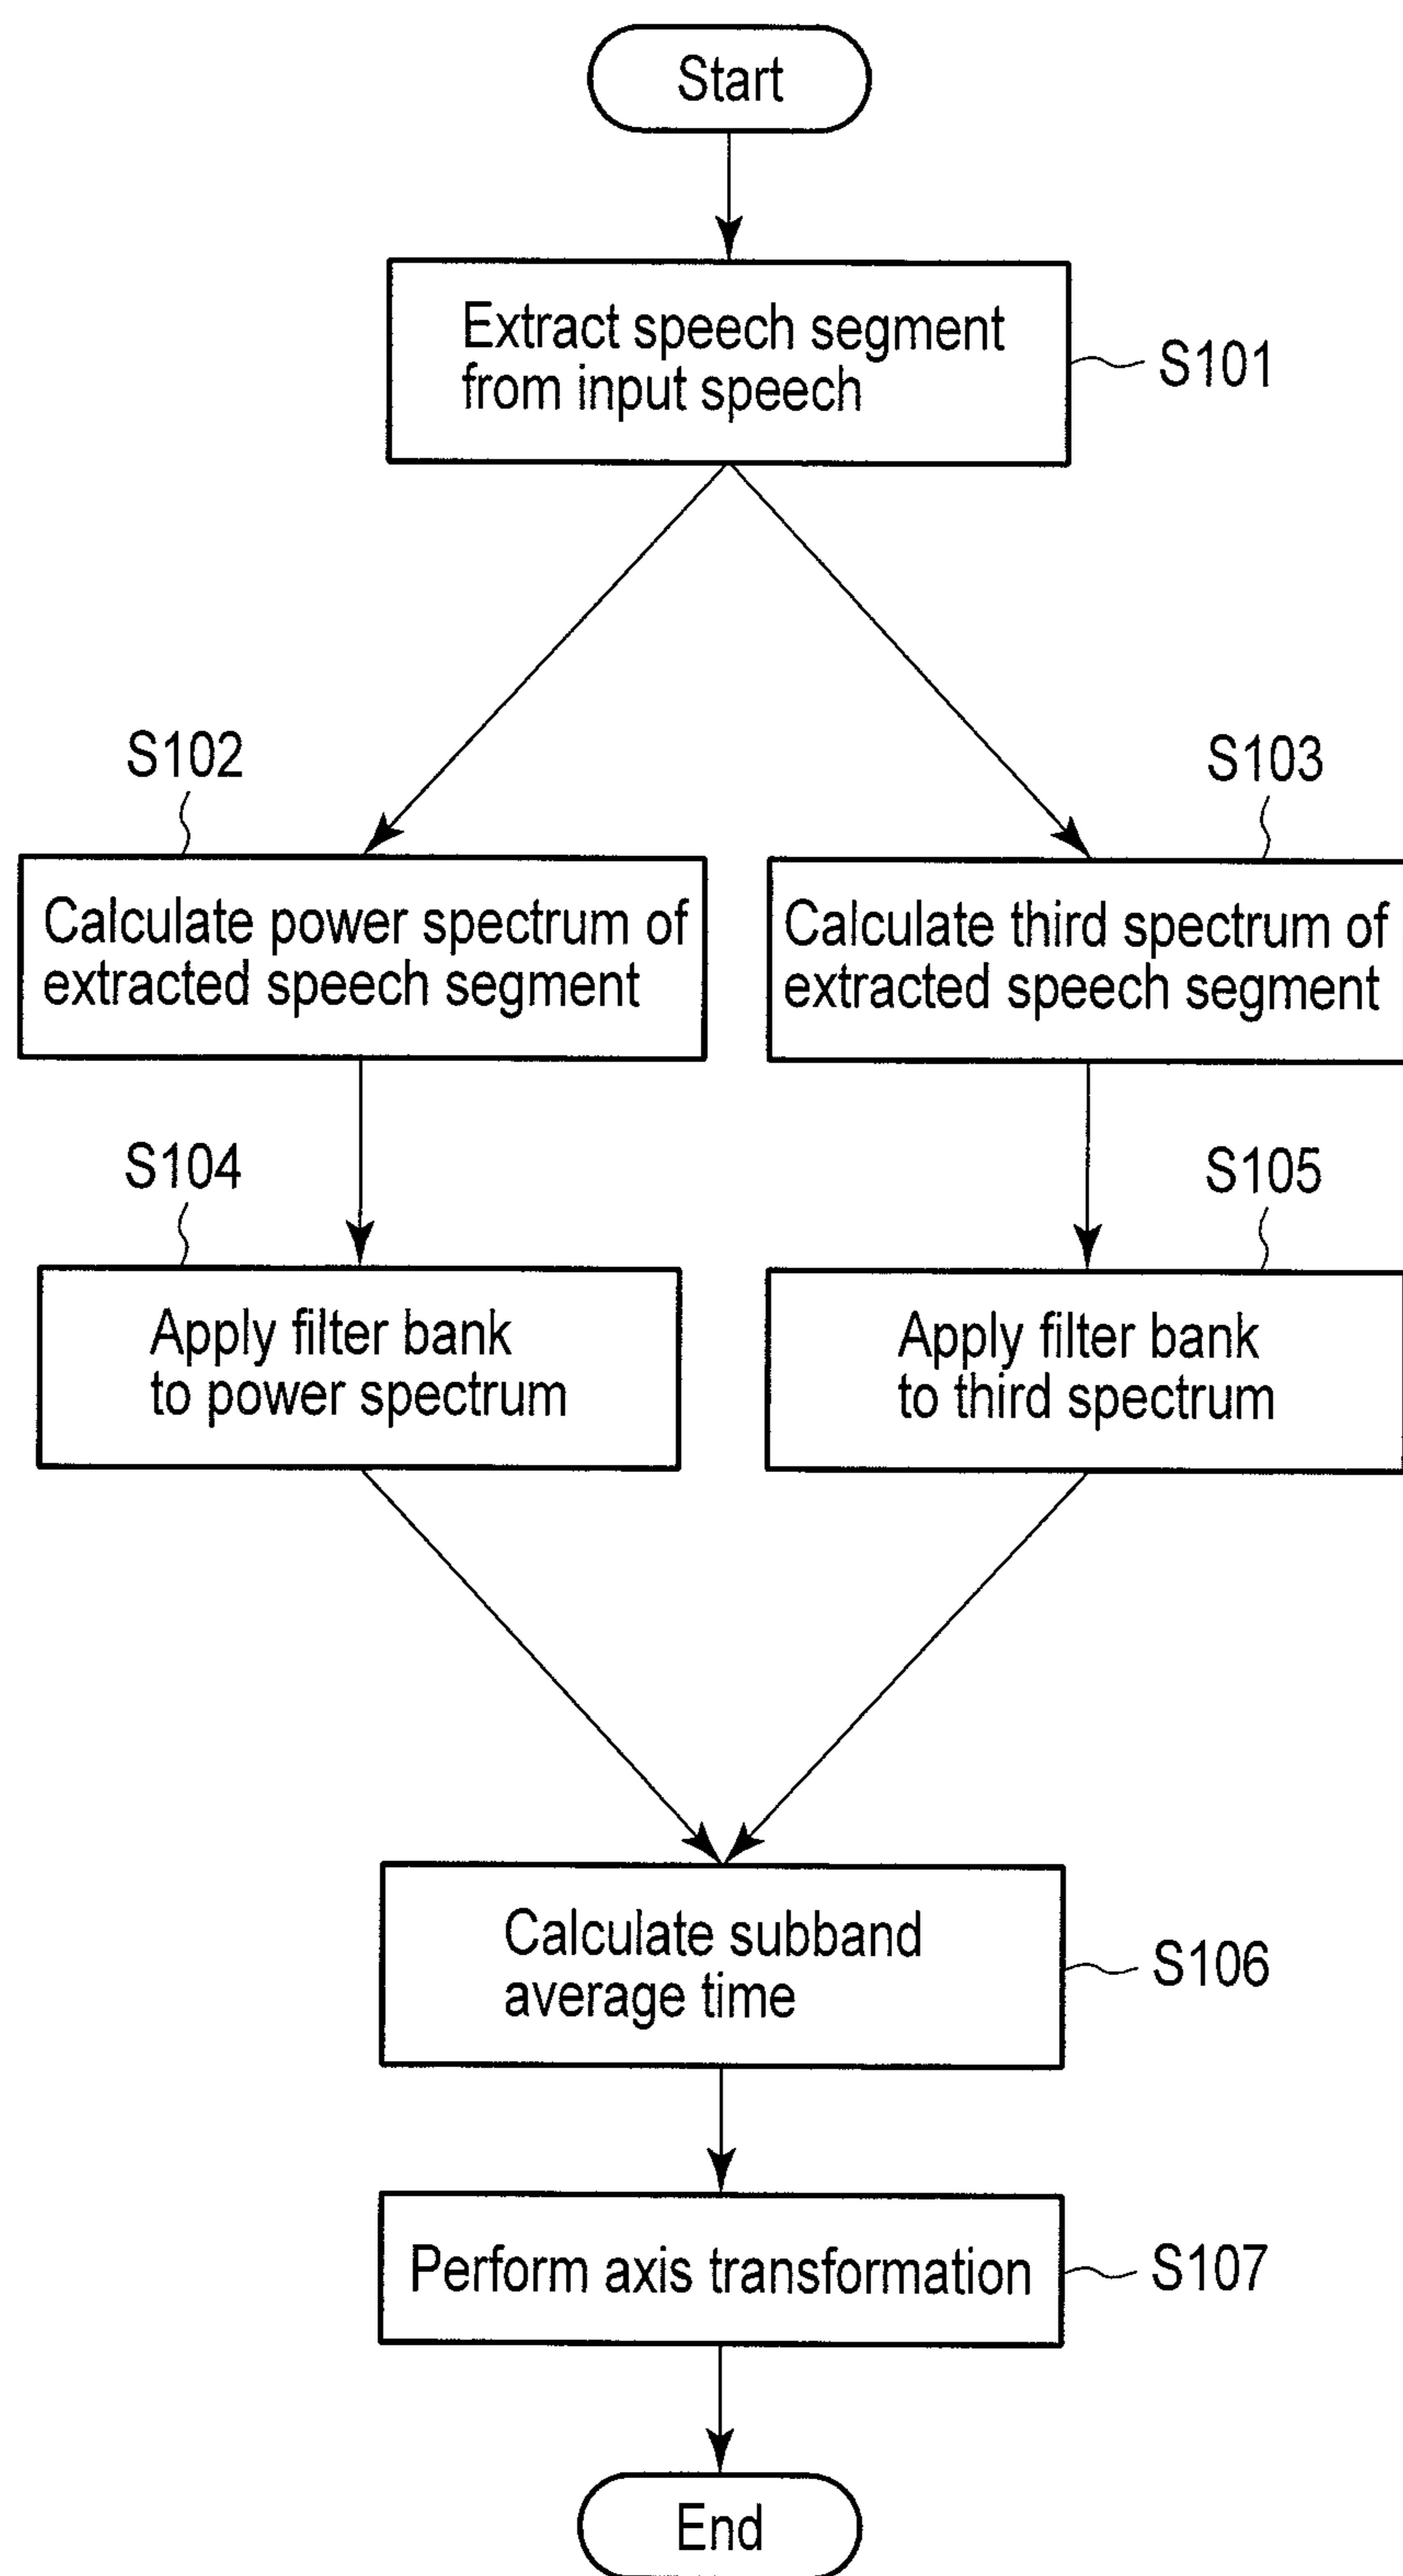 Start
Extract speech segment
from input speech
S101
S102
S103
Calculate power spectrum of
extracted speech segment
Calculate third spectrum of
extracted speech segment
S104
S105
Apply filter bank
to power spectrum
Apply filter bank
to third spectrum
Calculate subband
average time
S106
Perform axis transformation
S107
End